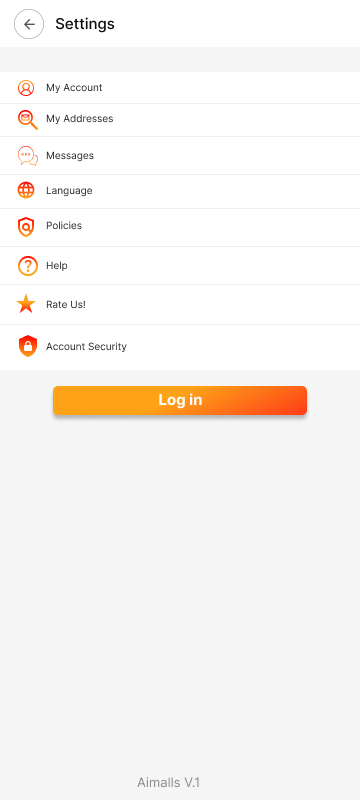 Settings
My Account
My Addresses
Messages
Language
Policies
Help
Rate Us!
Account Security
Log in
Aimalls V.1